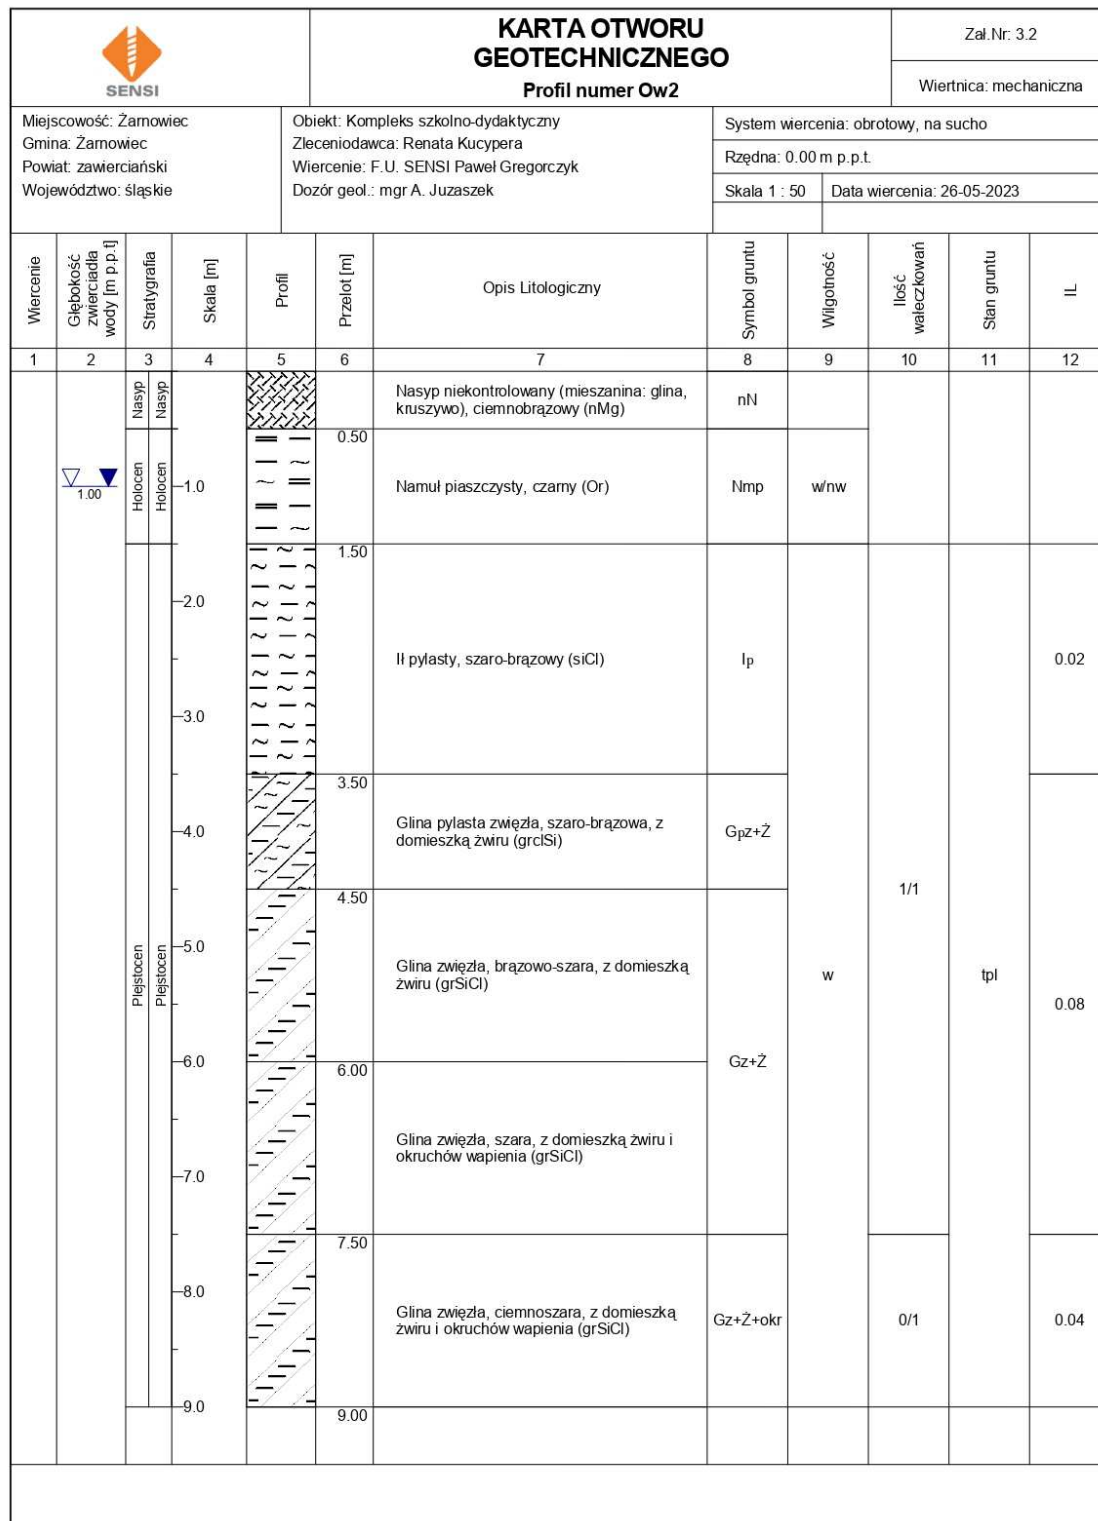 SENSI
KARTA OTWORU
GEOTECHNICZNEGO
Profil numer Ow2
Zał.Nr: 3.2
Wiertnica: mechaniczna
Miejscowość: Żarnowiec
Gmina: Żarnowiec
Powiat: zawierciański
Województwo: śląskie
Obiekt: Kompleks szkolno-dydaktyczny
Zleceniodawca: Renata Kucypera
Wiercenie: F.U. SENSI Paweł Gregorczyk
Dozór geol.: mgr A. Juzaszek
System wiercenia: obrotowy, na sucho
Rzędna: 0.00 m p.p.t.
Skala 1 : 50
Data wiercenia: 26-05-2023
Wiercenie
Głębokość
zwierciadła
wody [m p.p.t]
Stratygrafia
Skala [m]
Profil
Przelot [m]
Opis Litologiczny
Symbol gruntu
Wilgotność
Ilość
wałeczkowań
Stan gruntu
IL
1 2 3 4 5 6 7 8 9 10 11 12
Nasyp Nasyp
Nasyp niekontrolowany (mieszanina: glina,
kruszywo), ciemnobrązowy (nMg)
nN
0.50
Holocen Holocen
1.00
1.0
Namuł piaszczysty, czarny (Or)
Nmp
w/nw
1.50
2.0
Ił pylasty, szaro-brązowy (siCl)
Ip
0.02
3.0
3.50
4.0
Glina pylasta zwięzła, szaro-brązowa, z
domieszką żwiru (grclSi)
Gpz+Ż
1/1
4.50
Plejstocen Plejstocen
5.0
Glina zwięzła, brązowo-szara, z domieszką
żwiru (grSiCl)
w
tpl
0.08
6.0
6.00
Gz+Ż
Glina zwięzła, szara, z domieszką żwiru i
okruchów wapienia (grSiCl)
7.0
7.50
8.0
Glina zwięzła, ciemnoszara, z domieszką
żwiru i okruchów wapienia (grSiCl)
Gz+Ż+okr
0/1
0.04
9.0
9.00